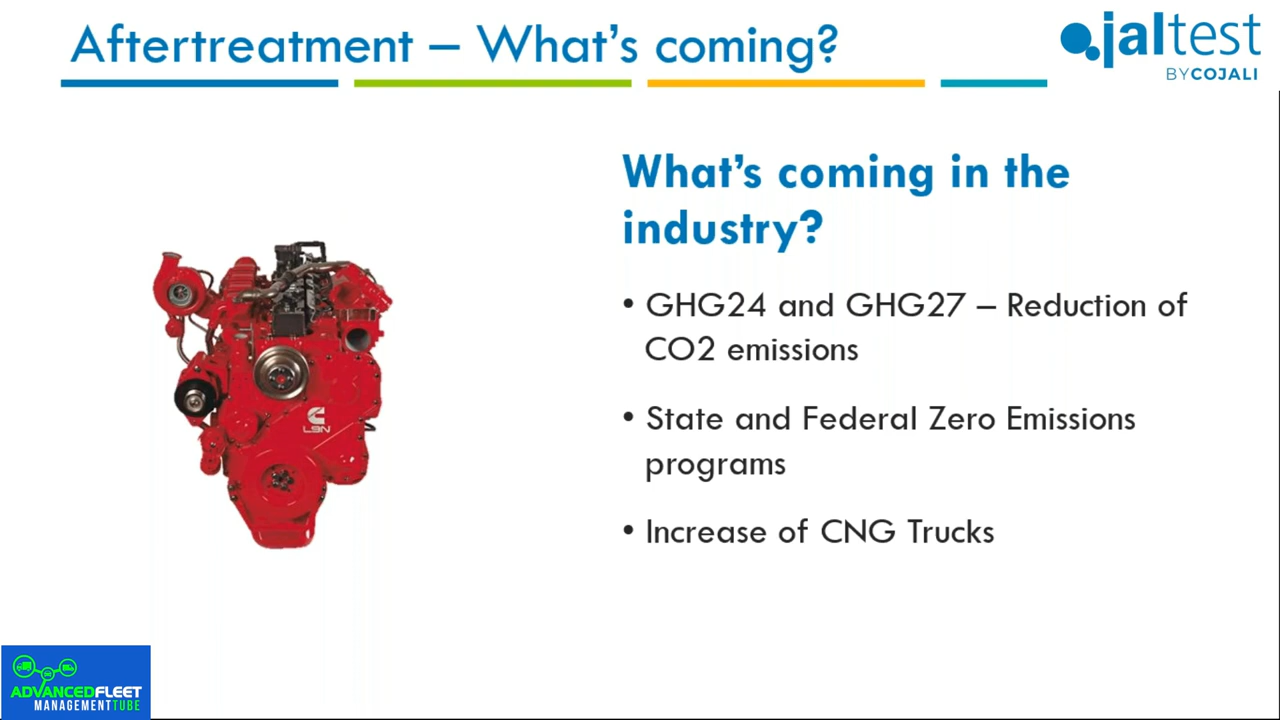 Aftertreatment – What's coming?
jaltest
BY COJALI
What's coming in the
industry?
• GHG24 and GHG27 – Reduction of
CO2 emissions
• State and Federal Zero Emissions
programs
• Increase of CNG Trucks
L9N
ADVANCEDFLEET
MANAGEMENTTUBE